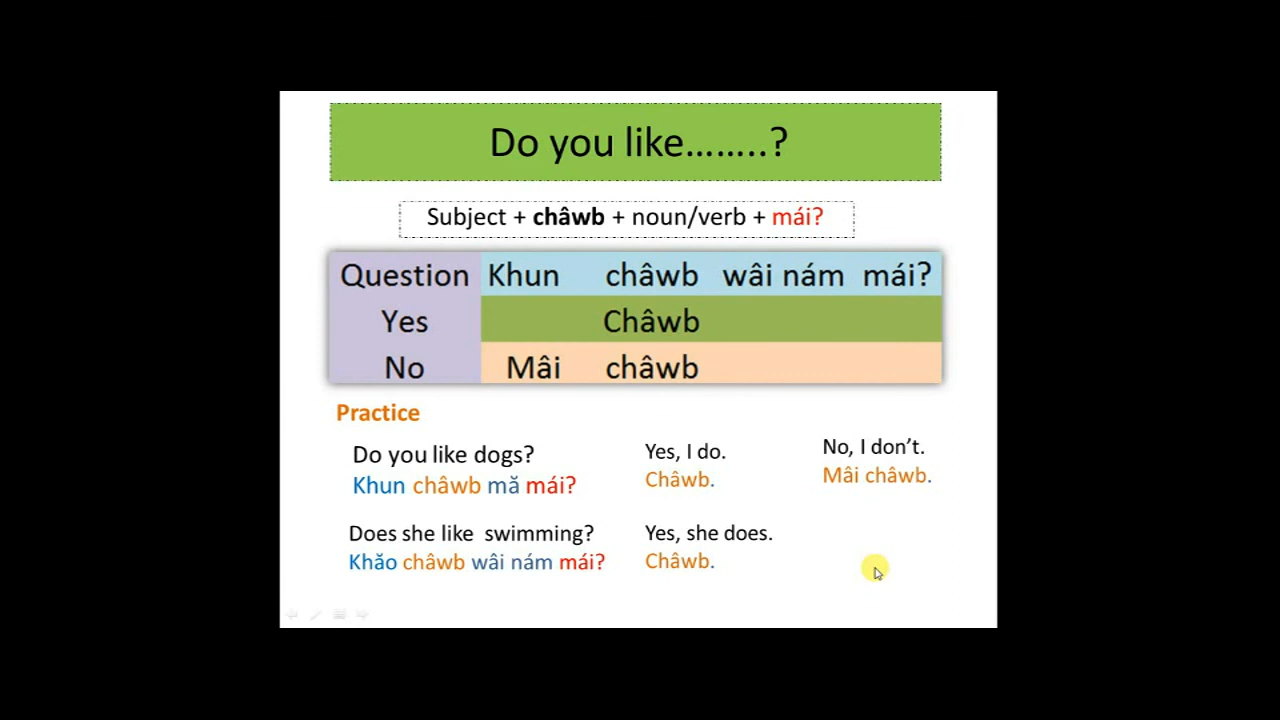 Do you like……..?
Subject + châwb + noun/verb + mái?
Question Khun châwb wâi nám mái?
Yes Châwb
No Mâi châwb
Practice
Do you like dogs? Yes, I do. No, I don’t.
Khun châwb mă mái? Châwb. Mâi châwb.
Does she like swimming? Yes, she does.
Khăo châwb wâi nám mái? Châwb.